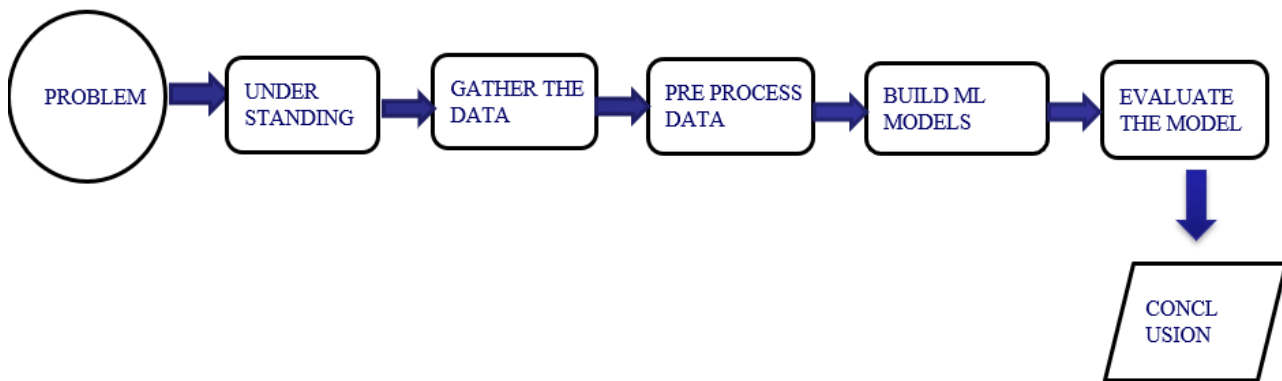 PROBLEM
UNDER
STANDING
GATHER THE
DATA
PRE PROCESS
DATA
BUILD ML
MODELS
EVALUATE
THE MODEL
CONCL
USION